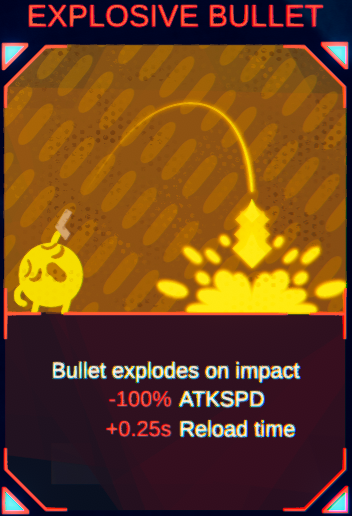 EXPLOSIVE BULLET
Bullet explodes on impact
-100% ATKSPD
+0.25s Reload time